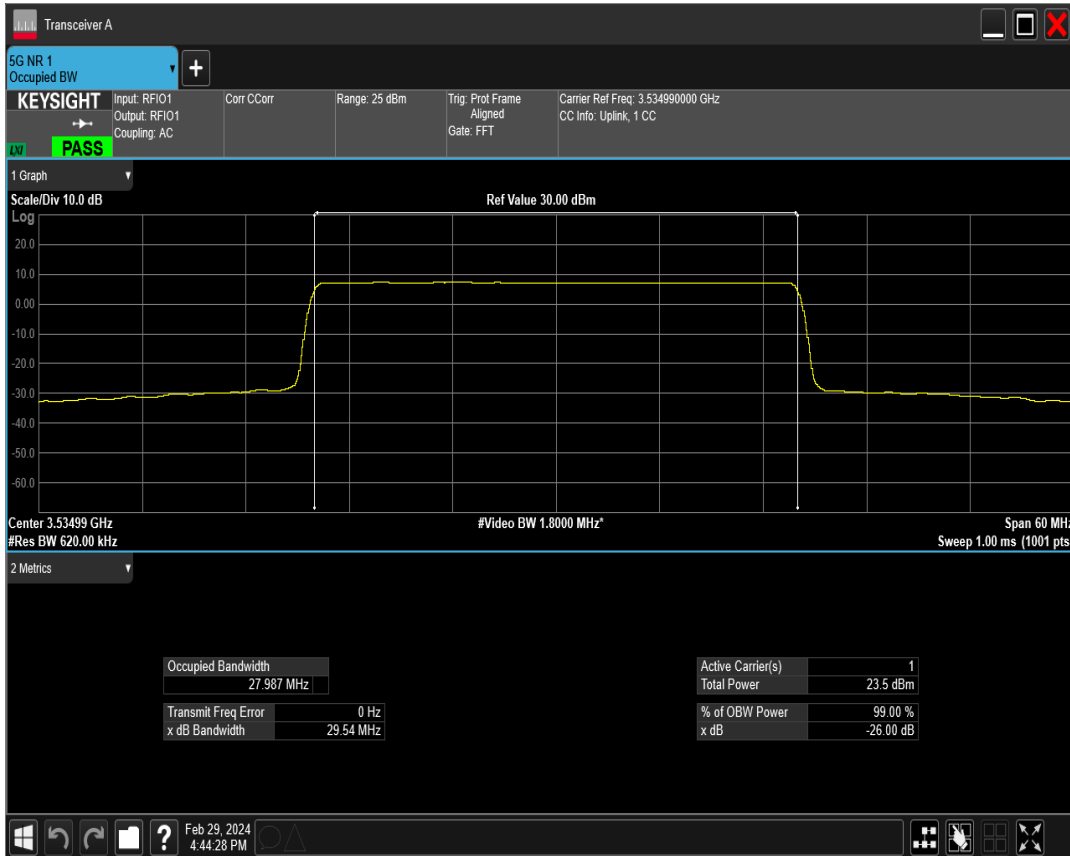 Transceiver A
5G NR 1
Occupied BW
KEYSIGHT
LXI
PASS
Input: RFIO1
Output: RFIO1
Coupling: AC
Corr CCorr
Range: 25 dBm
Trig: Prot Frame
Aligned
Gate: FFT
Carrier Ref Freq: 3.534990000 GHz
CC Info: Uplink, 1 CC
1 Graph
Scale/Div 10.0 dB
Ref Value 30.00 dBm
Log
20.0
10.0
0.00
-10.0
-20.0
-30.0
-40.0
-50.0
-60.0
Center 3.53499 GHz
#Video BW 1.8000 MHz*
Span 60 MHz
#Res BW 620.00 kHz
Sweep 1.00 ms (1001 pts
2 Metrics
Occupied Bandwidth
27.987 MHz
Transmit Freq Error 0 Hz
x dB Bandwidth 29.54 MHz
Active Carrier(s) 1
Total Power 23.5 dBm
% of OBW Power 99.00 %
x dB -26.00 dB
?
Feb 29, 2024
4:44:28 PM